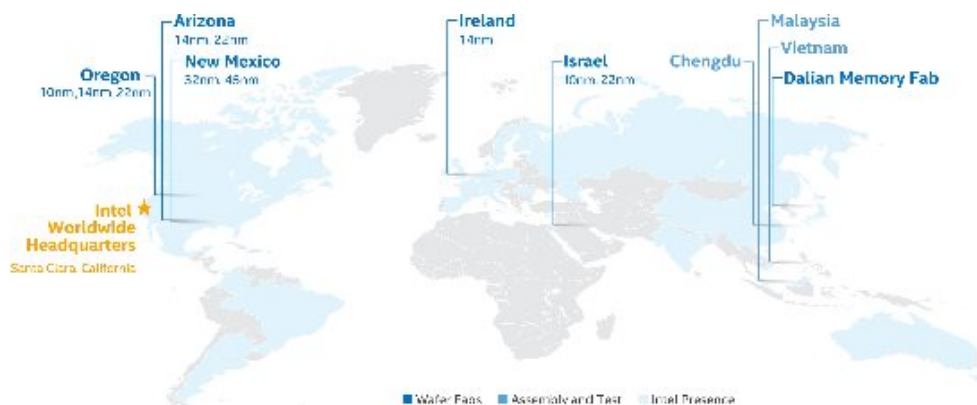 Arizona
14nm, 22nm
New Mexico
32nm, 45nm
Oregon
10nm,14nm,22nm
Ireland
14nm
Israel
10nm, 22nm
Malaysia
Vietnam
Chengdu
Dalian Memory Fab
Intel
Worldwide
Headquarters
Santa Clara, California
Wafer Fabs
Assembly and Test
Intel Presence